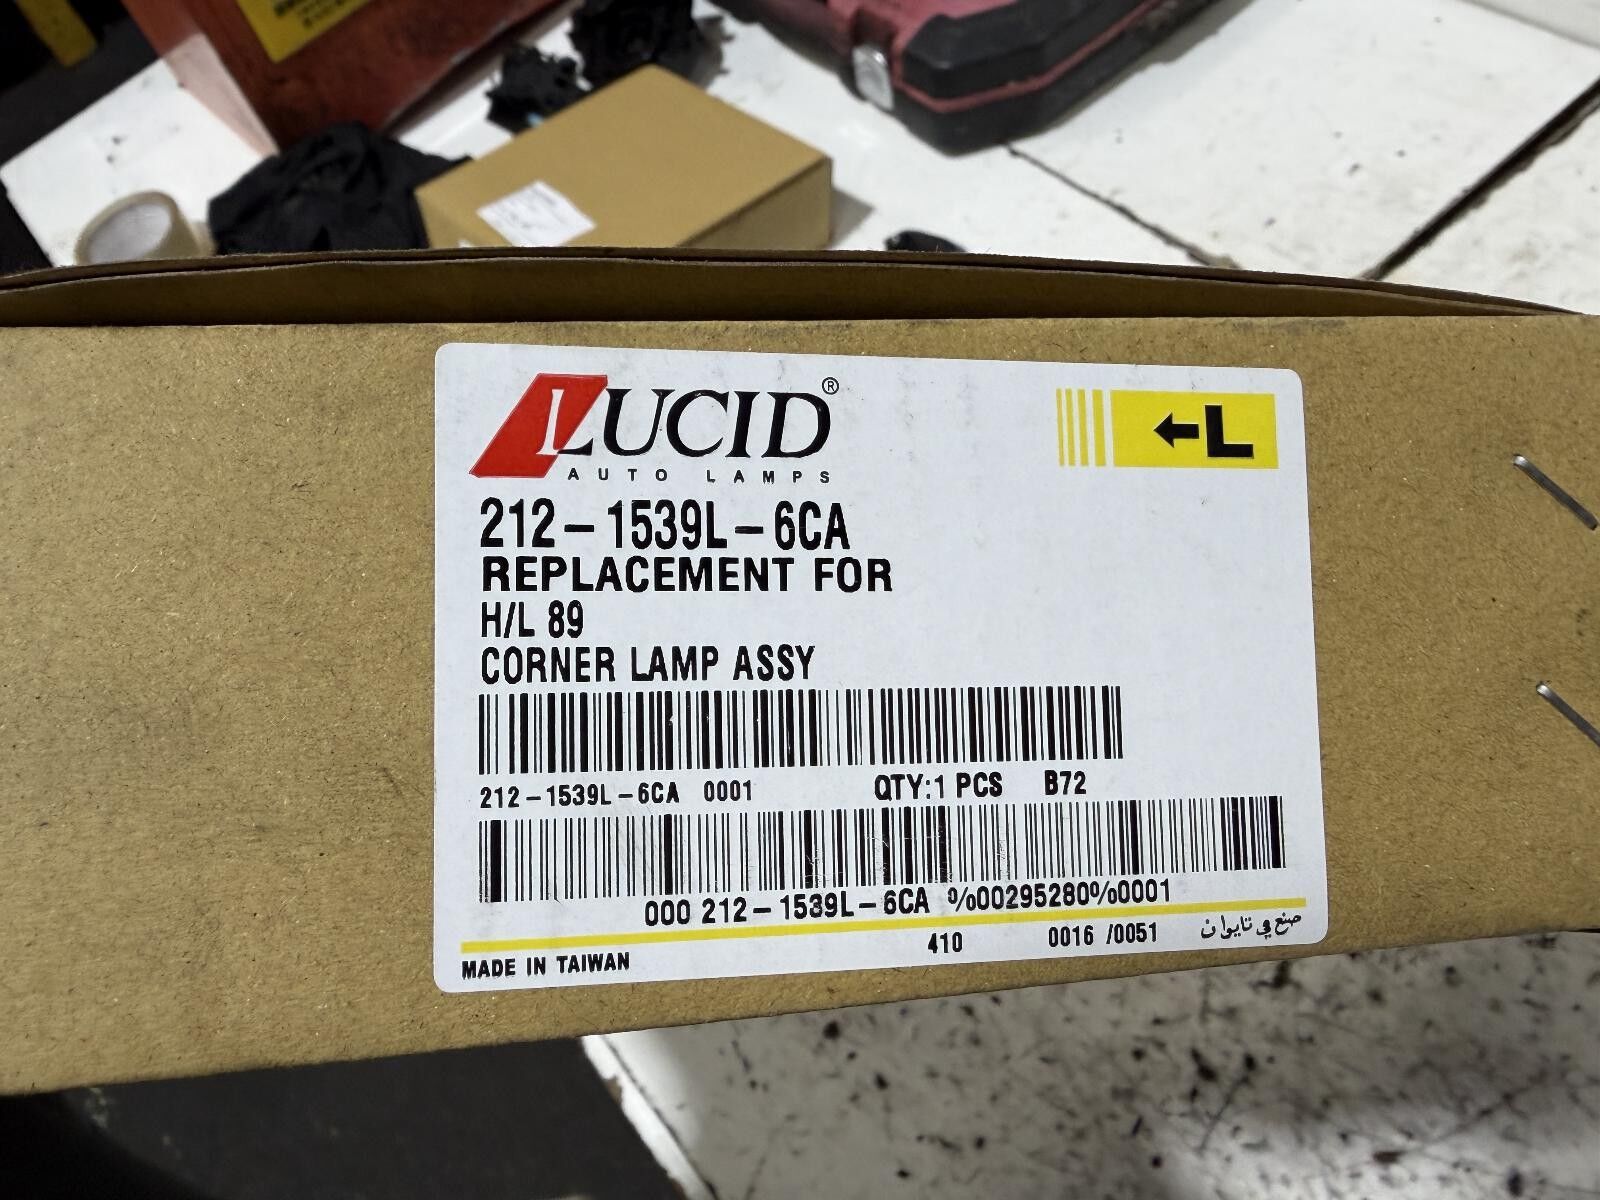 LUCID®
AUTO LAMPS
←L
212-1539L-6CA
REPLACEMENT FOR
H/L 89
CORNER LAMP ASSY
212-1539L-6CA 0001 QTY:1 PCS B72
000 212-1539L-6CA %00295280%0001
MADE IN TAIWAN 410 0016 /0051 صنع في تايوان